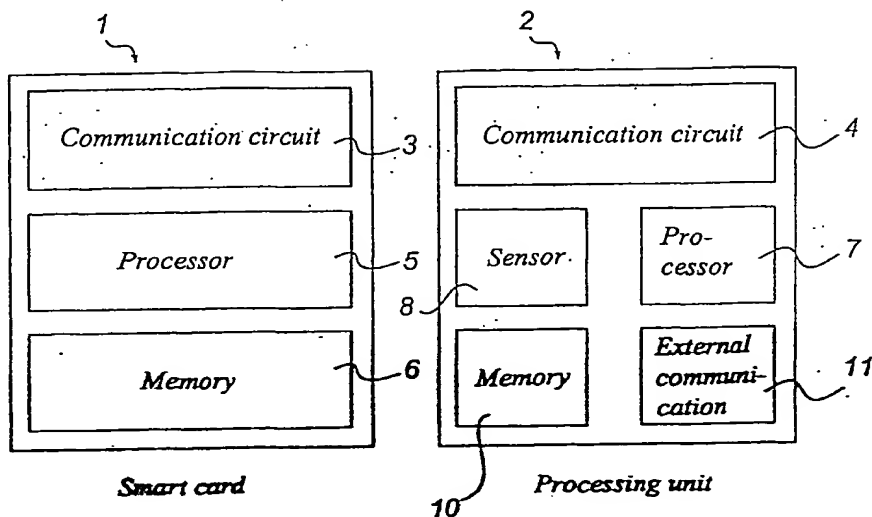 1
2
Communication circuit
3
Communication circuit
4
Processor
5
Sensor
8
Pro-
cessor
7
Memory
6
Memory
10
External
communi-
cation
11
Smart card
Processing unit